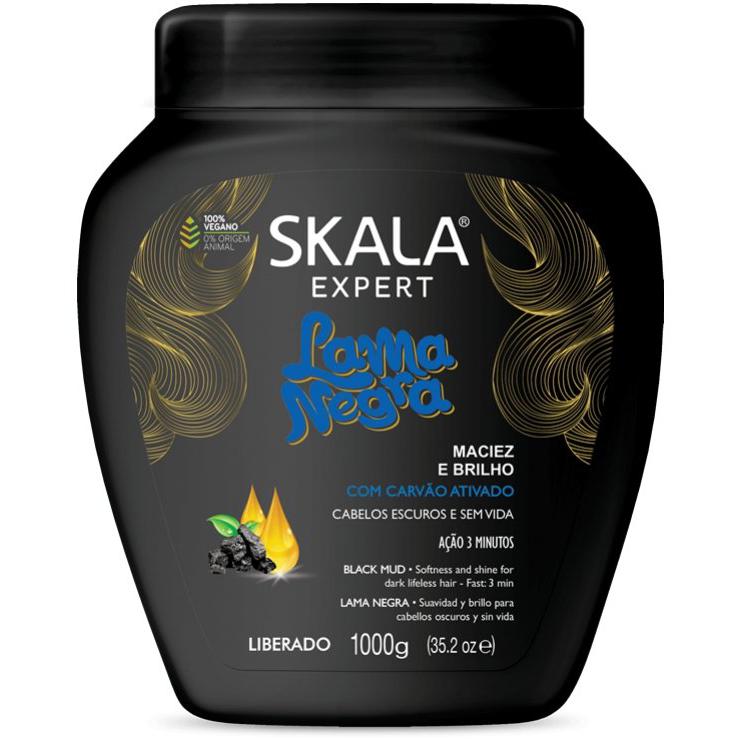 100%
VEGANO
0% ORIGEM
ANIMAL
SKALA®
EXPERT
Lama
Negra
MACIEZ
E BRILHO
COM CARVÃO ATIVADO
CABELOS ESCUROS E SEM VIDA
AÇÃO 3 MINUTOS
BLACK MUD • Softness and shine for
dark lifeless hair - Fast: 3 min
LAMA NEGRA • Suavidad y brillo para
cabellos oscuros y sin vida
LIBERADO 1000g (35.2 oz e)